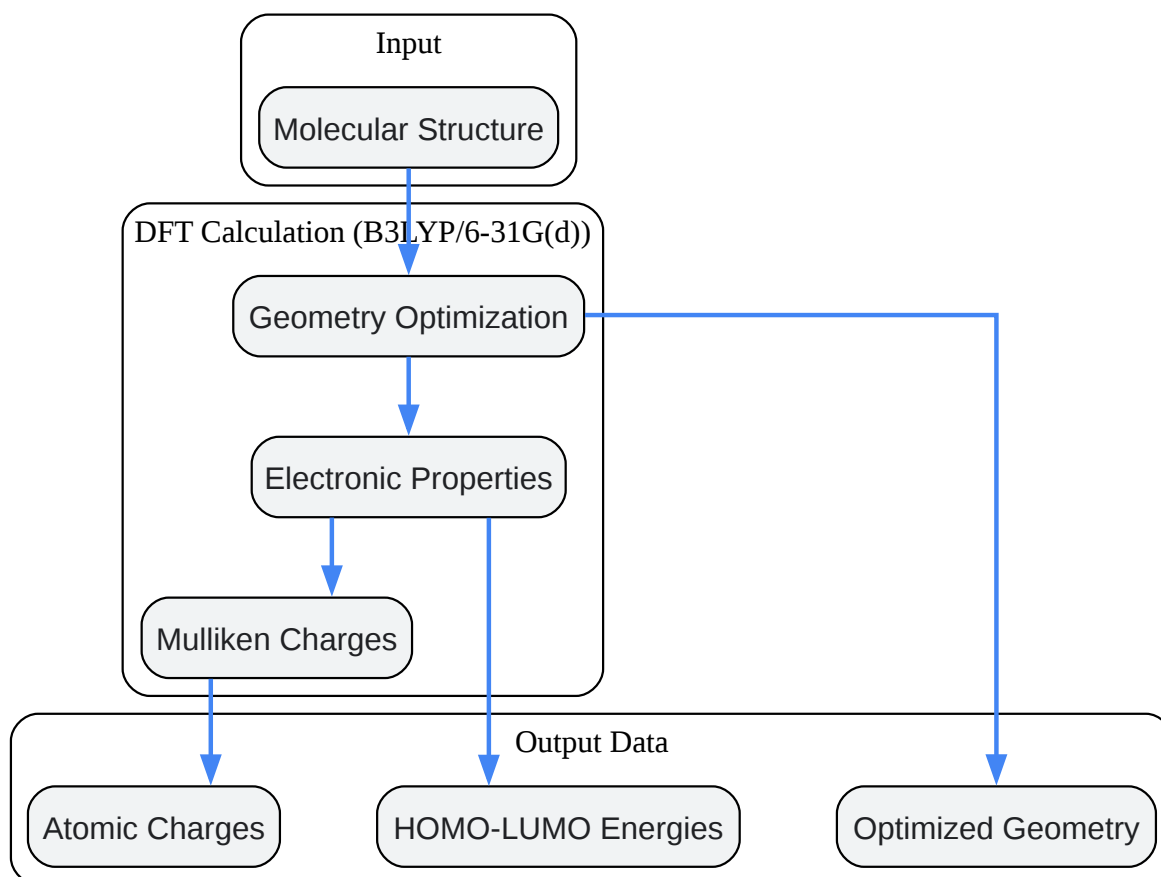 Input
Molecular Structure
DFT Calculation (B3LYP/6-31G(d))
Geometry Optimization
Electronic Properties
Mulliken Charges
Output Data
Atomic Charges
HOMO-LUMO Energies
Optimized Geometry